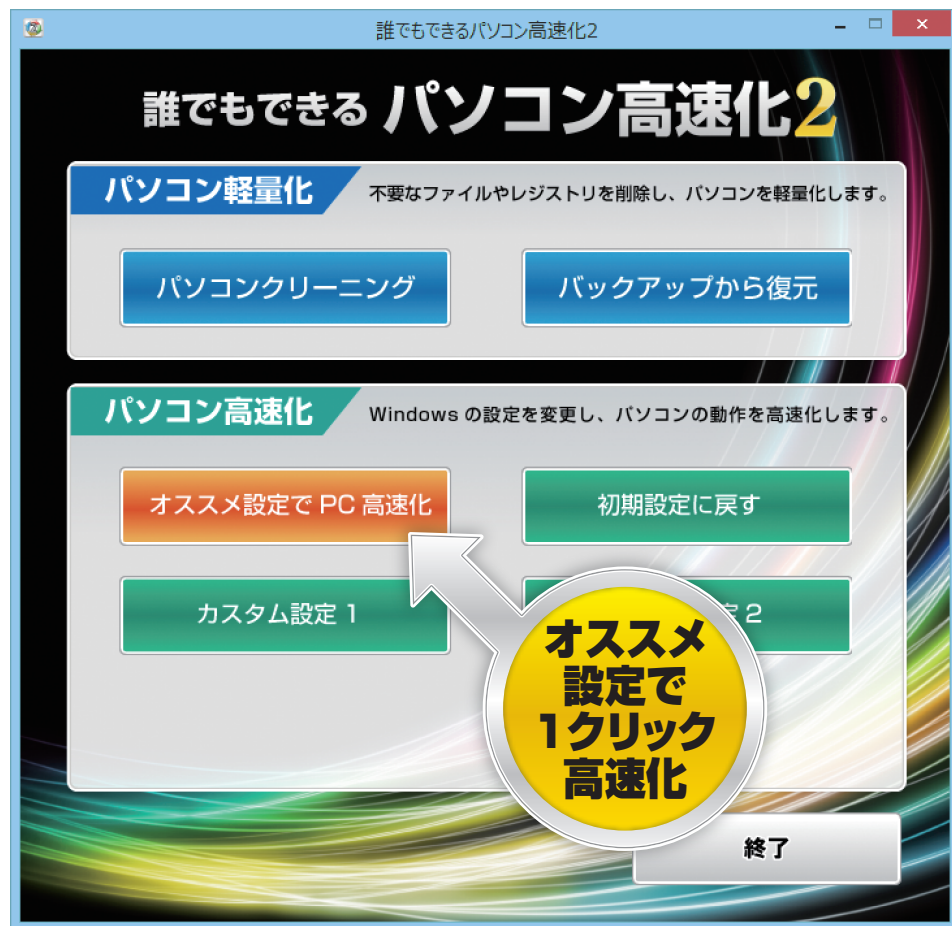 誰でもできるパソコン高速化2
誰でもできる パソコン高速化2
パソコン軽量化
不要なファイルやレジストリを削除し、パソコンを軽量化します。
パソコンクリーニング
バックアップから復元
パソコン高速化
Windows の設定を変更し、パソコンの動作を高速化します。
オススメ設定で PC 高速化
初期設定に戻す
カスタム設定 1
2
オススメ
設定で
1クリック
高速化
終了